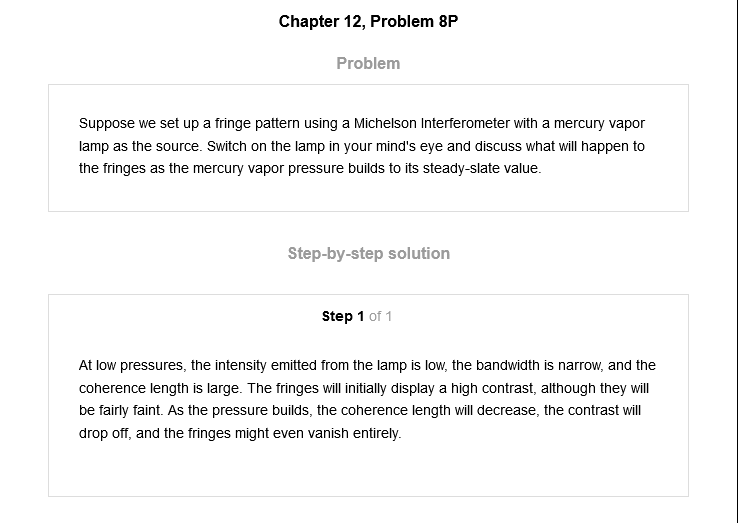 Chapter 12, Problem 8P
Problem
Suppose we set up a fringe pattern using a Michelson Interferometer with a mercury vapor
lamp as the source. Switch on the lamp in your mind's eye and discuss what will happen to
the fringes as the mercury vapor pressure builds to its steady-slate value.
Step-by-step solution
Step 1 of 1
At low pressures, the intensity emitted from the lamp is low, the bandwidth is narrow, and the
coherence length is large. The fringes will initially display a high contrast, although they will
be fairly faint. As the pressure builds, the coherence length will decrease, the contrast will
drop off, and the fringes might even vanish entirely.